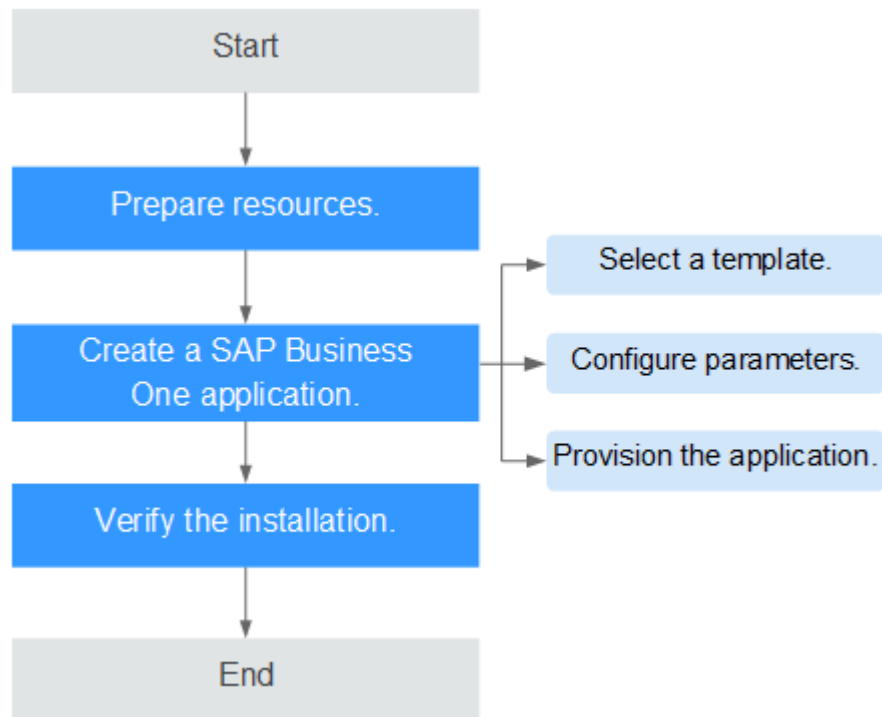 Start
Prepare resources.
Create a SAP Business
One application.
Select a template.
Configure parameters.
Provision the application.
Verify the installation.
End